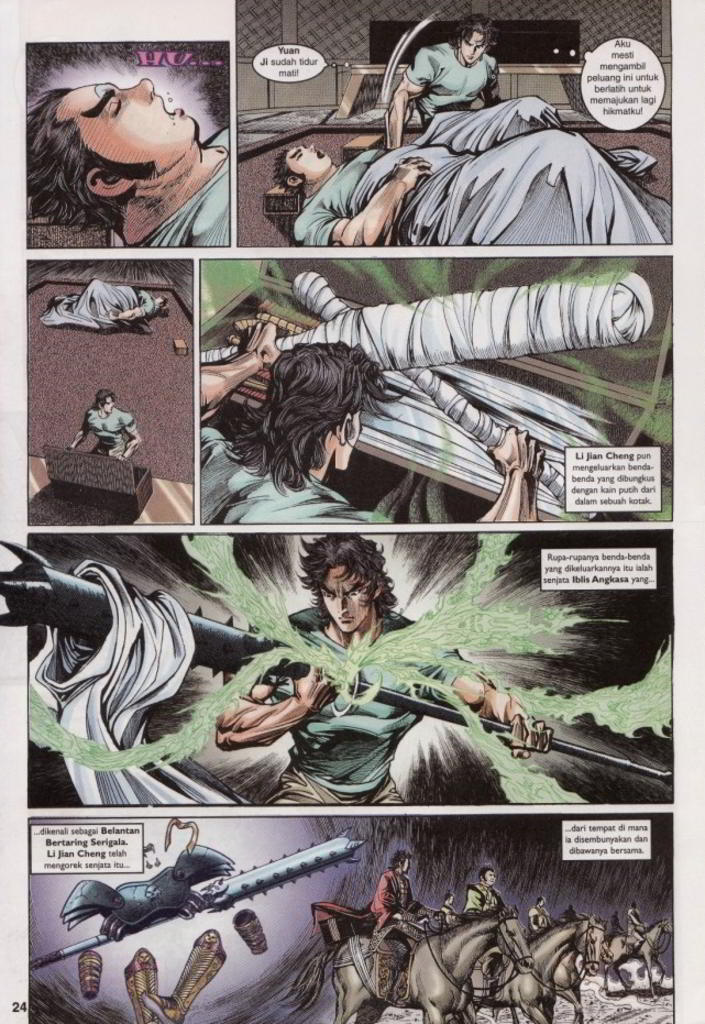 HU...
Yuan
Ji sudah tidur
mati!
Aku
mesti
mengambil
peluang ini untuk
berlatih untuk
memajukan lagi
hikmatku!
Li Jian Cheng pun
mengeluarkan benda-
benda yang dibungkus
dengan kain putih dari
dalam sebuah kotak.
Rupa-rupanya benda-benda
yang dikeluarkannya itu ialah
senjata Iblis Angkasa yang...
...dikenali sebagai Belantan
Bertaring Serigala.
Li Jian Cheng telah
mengorek senjata itu...
...dari tempat di mana
ia disembunyakan dan
dibawanya bersama.
24